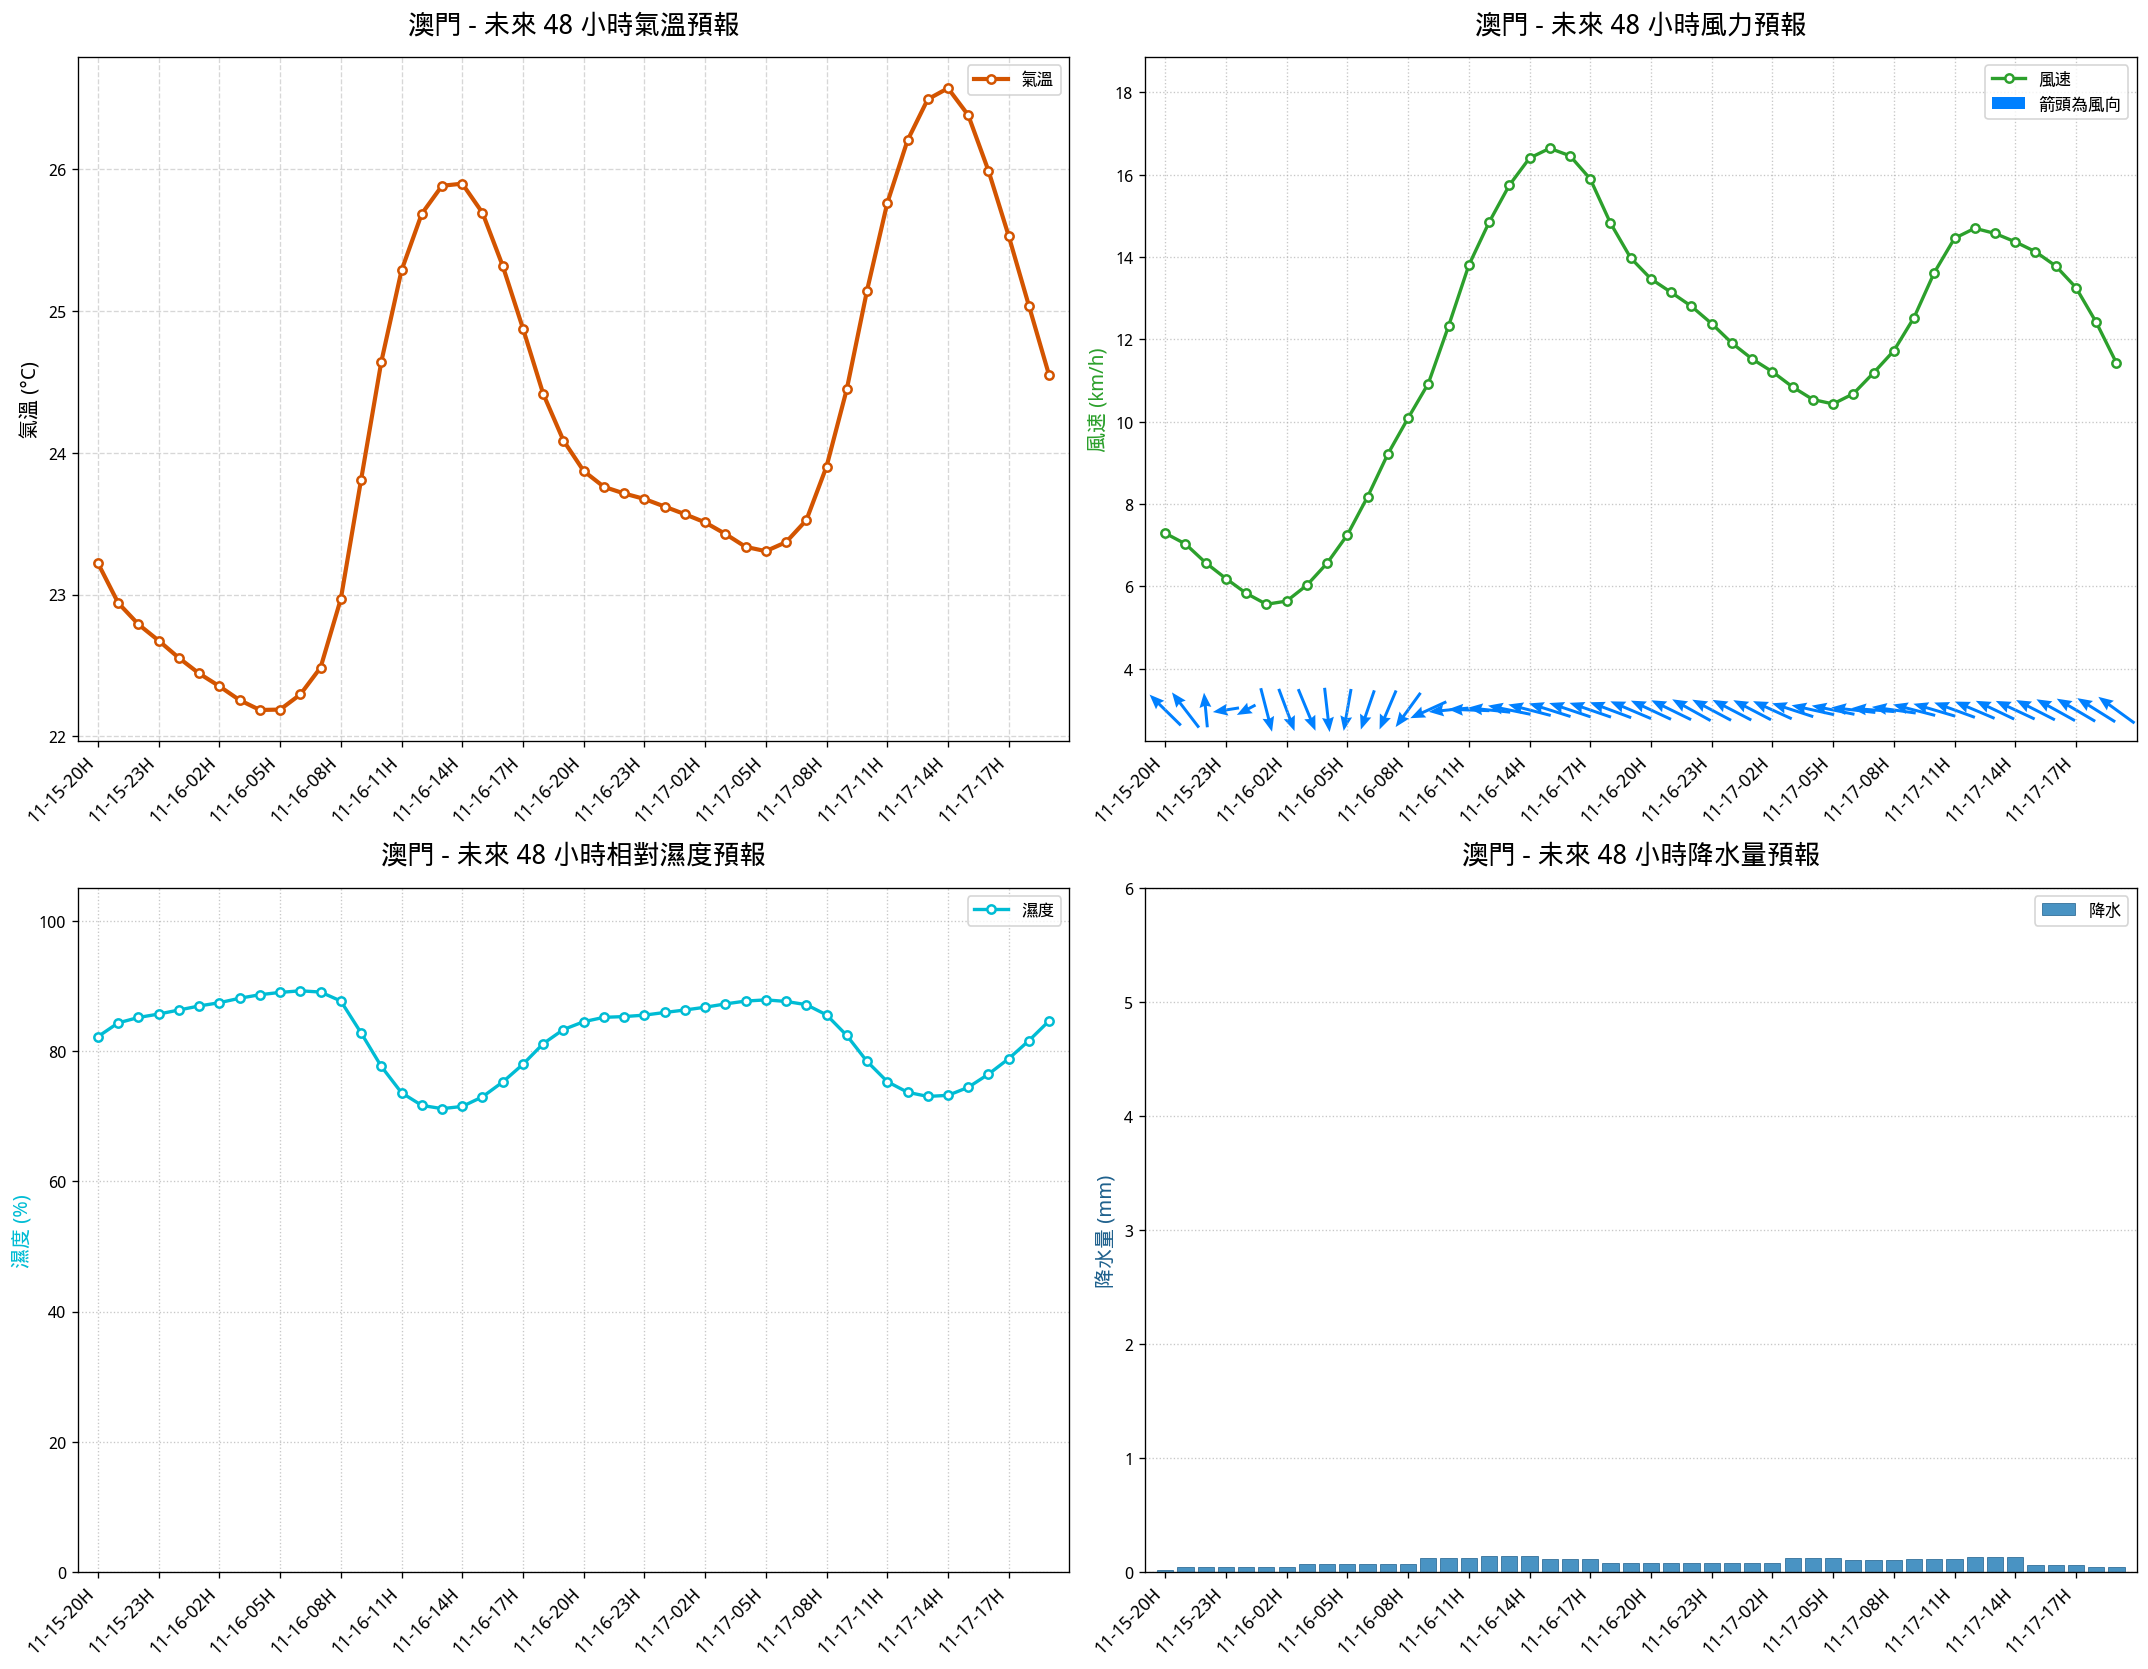 澳門 - 未來 48 小時氣溫預報
氣溫
氣溫 (°C)
26
25
24
23
22
11-15-20H
11-15-23H
11-16-02H
11-16-05H
11-16-08H
11-16-11H
11-16-14H
11-16-17H
11-16-20H
11-16-23H
11-17-02H
11-17-05H
11-17-08H
11-17-11H
11-17-14H
11-17-17H
澳門 - 未來 48 小時風力預報
風速
箭頭為風向
風速 (km/h)
18
16
14
12
10
8
6
4
11-15-20H
11-15-23H
11-16-02H
11-16-05H
11-16-08H
11-16-11H
11-16-14H
11-16-17H
11-16-20H
11-16-23H
11-17-02H
11-17-05H
11-17-08H
11-17-11H
11-17-14H
11-17-17H
澳門 - 未來 48 小時相對濕度預報
濕度
濕度 (%)
100
80
60
40
20
0
11-15-20H
11-15-23H
11-16-02H
11-16-05H
11-16-08H
11-16-11H
11-16-14H
11-16-17H
11-16-20H
11-16-23H
11-17-02H
11-17-05H
11-17-08H
11-17-11H
11-17-14H
11-17-17H
澳門 - 未來 48 小時降水量預報
降水
降水量 (mm)
6
5
4
3
2
1
0
11-15-20H
11-15-23H
11-16-02H
11-16-05H
11-16-08H
11-16-11H
11-16-14H
11-16-17H
11-16-20H
11-16-23H
11-17-02H
11-17-05H
11-17-08H
11-17-11H
11-17-14H
11-17-17H